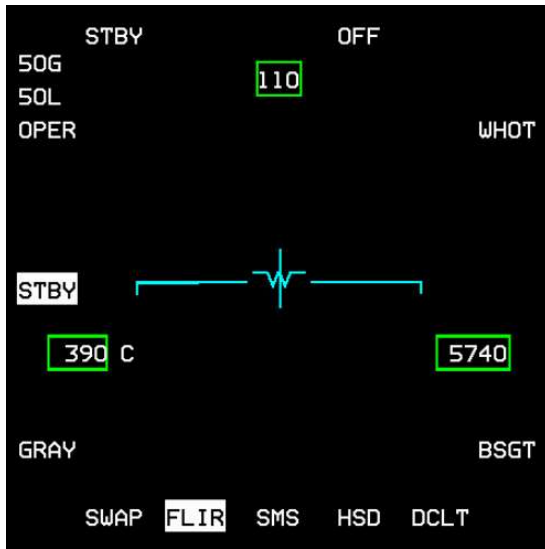 STBY OFF
50G
110
50L
OPER WHOT
STBY
390 C 5740
GRAY BSGT
SWAP FLIR SMS HSD DCLT